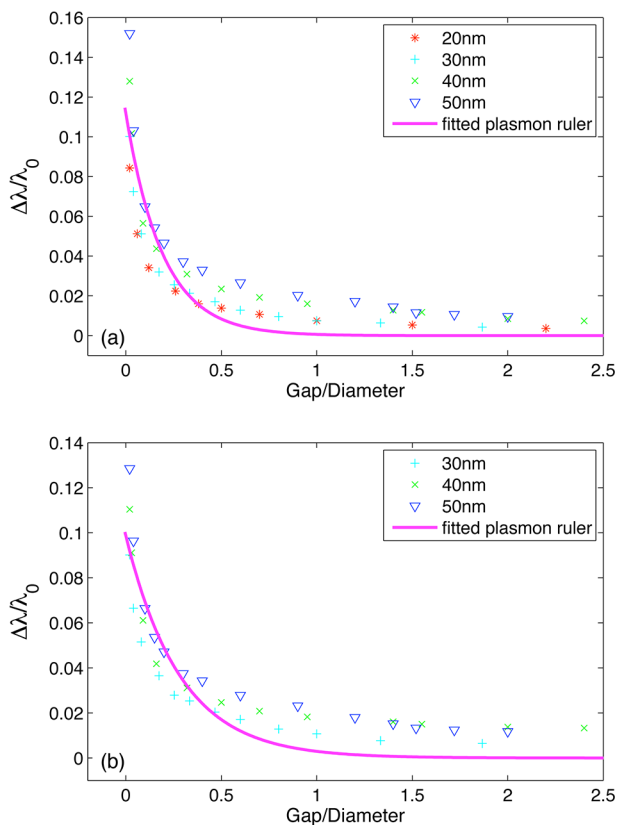 0.16
0.14
0.12
0.1
0.08
0.06
0.04
0.02
0
Δλ/λ0
20nm
30nm
40nm
50nm
fitted plasmon ruler
(a)
0 0.5 1 1.5 2 2.5
Gap/Diameter
0.14
0.12
0.1
0.08
0.06
0.04
0.02
0
Δλ/λ0
30nm
40nm
50nm
fitted plasmon ruler
(b)
0 0.5 1 1.5 2 2.5
Gap/Diameter